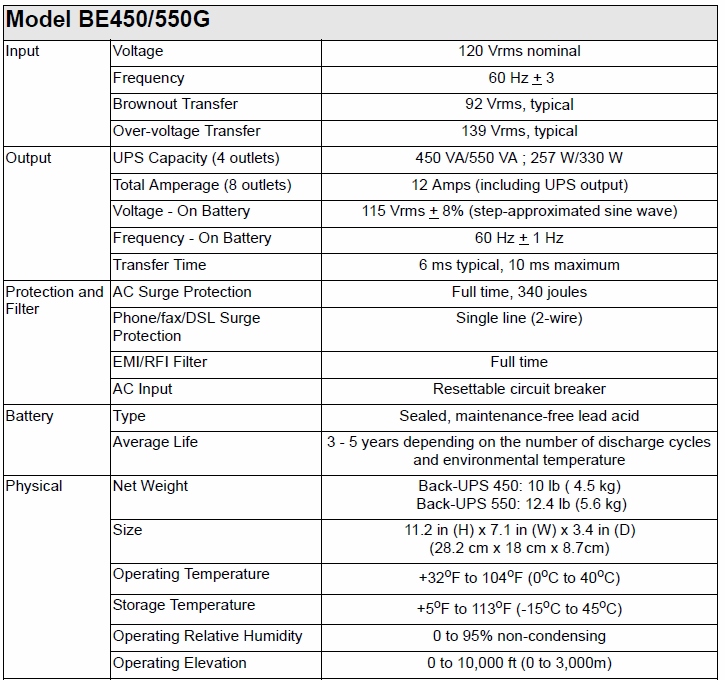 Model BE450/550G
Input Voltage 120 Vrms nominal
Frequency 60 Hz ± 3
Brownout Transfer 92 Vrms, typical
Over-voltage Transfer 139 Vrms, typical
Output UPS Capacity (4 outlets) 450 VA/550 VA ; 257 W/330 W
Total Amperage (8 outlets) 12 Amps (including UPS output)
Voltage - On Battery 115 Vrms ± 8% (step-approximated sine wave)
Frequency - On Battery 60 Hz ± 1 Hz
Transfer Time 6 ms typical, 10 ms maximum
Protection and AC Surge Protection Full time, 340 joules
Filter
Phone/fax/DSL Surge Single line (2-wire)
Protection
EMI/RFI Filter Full time
AC Input Resettable circuit breaker
Battery Type Sealed, maintenance-free lead acid
Average Life 3 - 5 years depending on the number of discharge cycles
and environmental temperature
Physical Net Weight Back-UPS 450: 10 lb ( 4.5 kg)
Back-UPS 550: 12.4 lb (5.6 kg)
Size 11.2 in (H) x 7.1 in (W) x 3.4 in (D)
(28.2 cm x 18 cm x 8.7cm)
Operating Temperature +32°F to 104°F (0°C to 40°C)
Storage Temperature +5°F to 113°F (-15°C to 45°C)
Operating Relative Humidity 0 to 95% non-condensing
Operating Elevation 0 to 10,000 ft (0 to 3,000m)